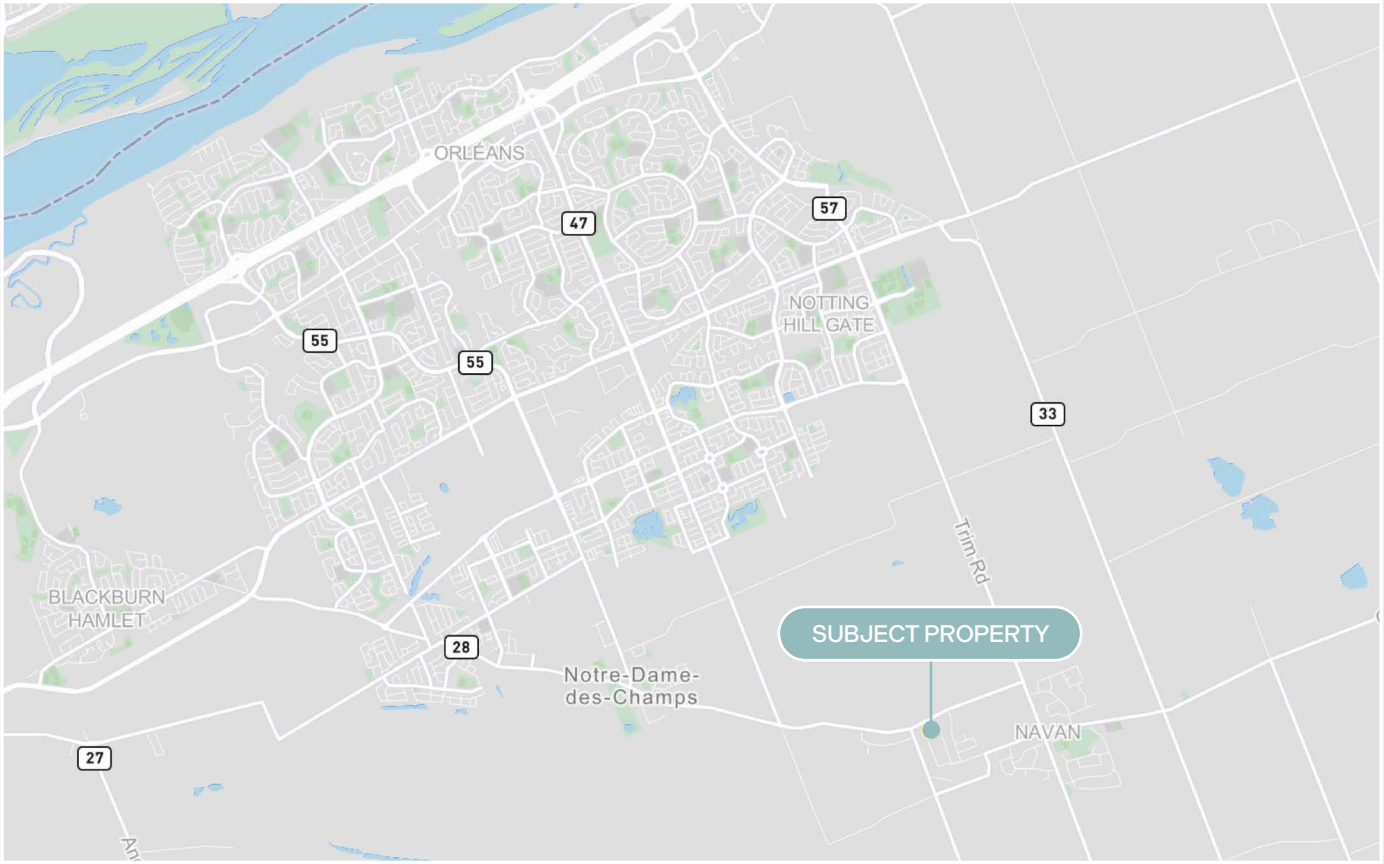 ORLÉANS
47
57
NOTTING
HILL GATE
55
55
33
Trim Rd
BLACKBURN
HAMLET
SUBJECT PROPERTY
28
Notre-Dame-
des-Champs
NAVAN
27